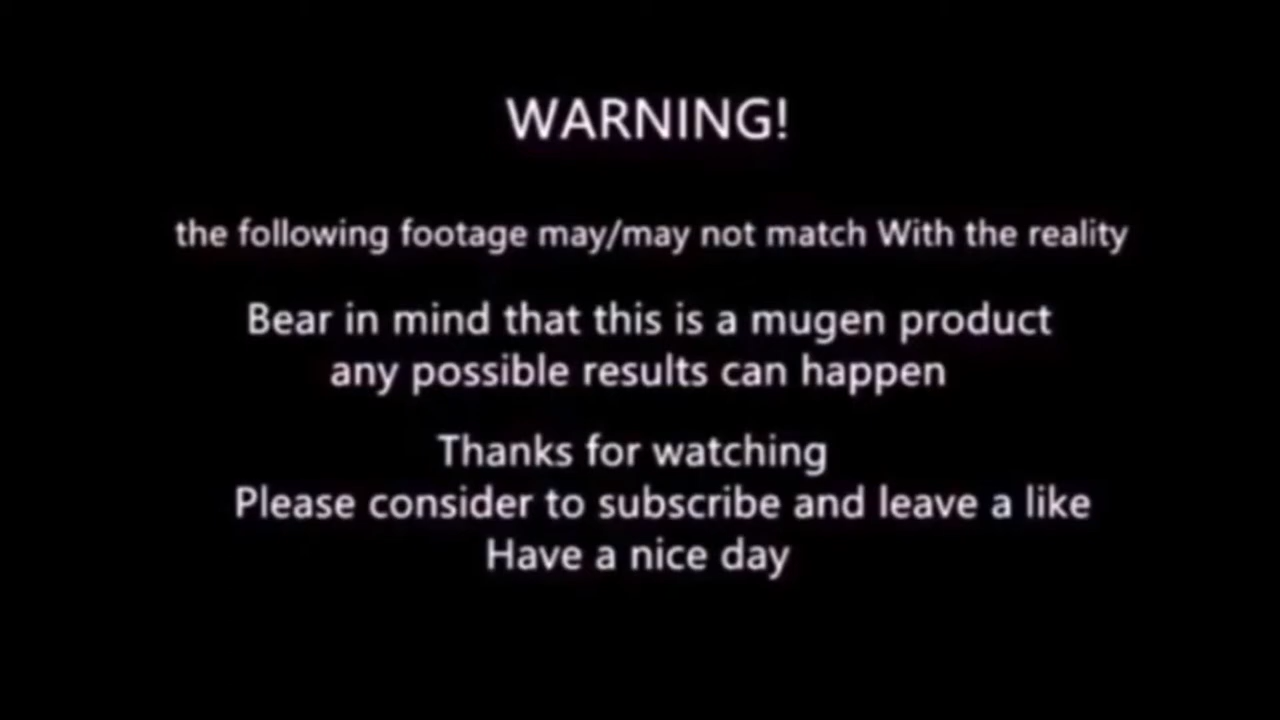 WARNING!
the following footage may/may not match With the reality
Bear in mind that this is a mugen product
any possible results can happen
Thanks for watching
Please consider to subscribe and leave a like
Have a nice day